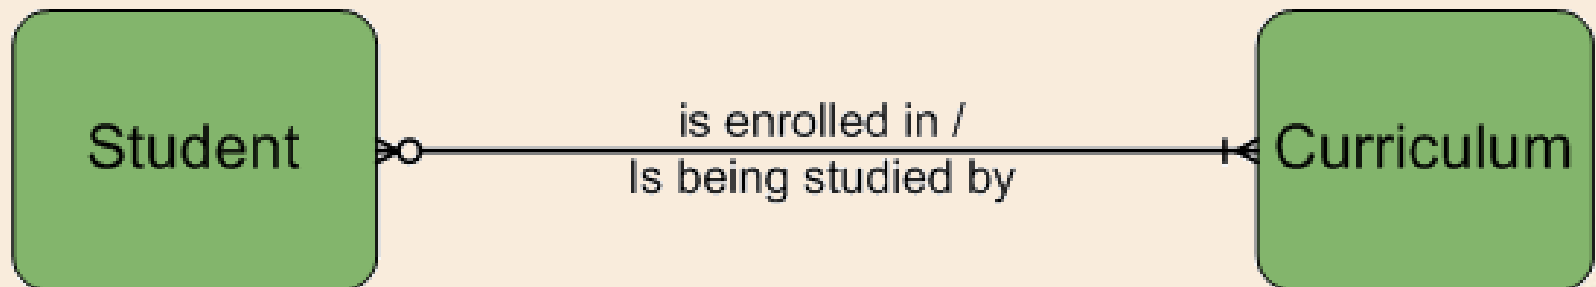 Student
is enrolled in /
Is being studied by
Curriculum